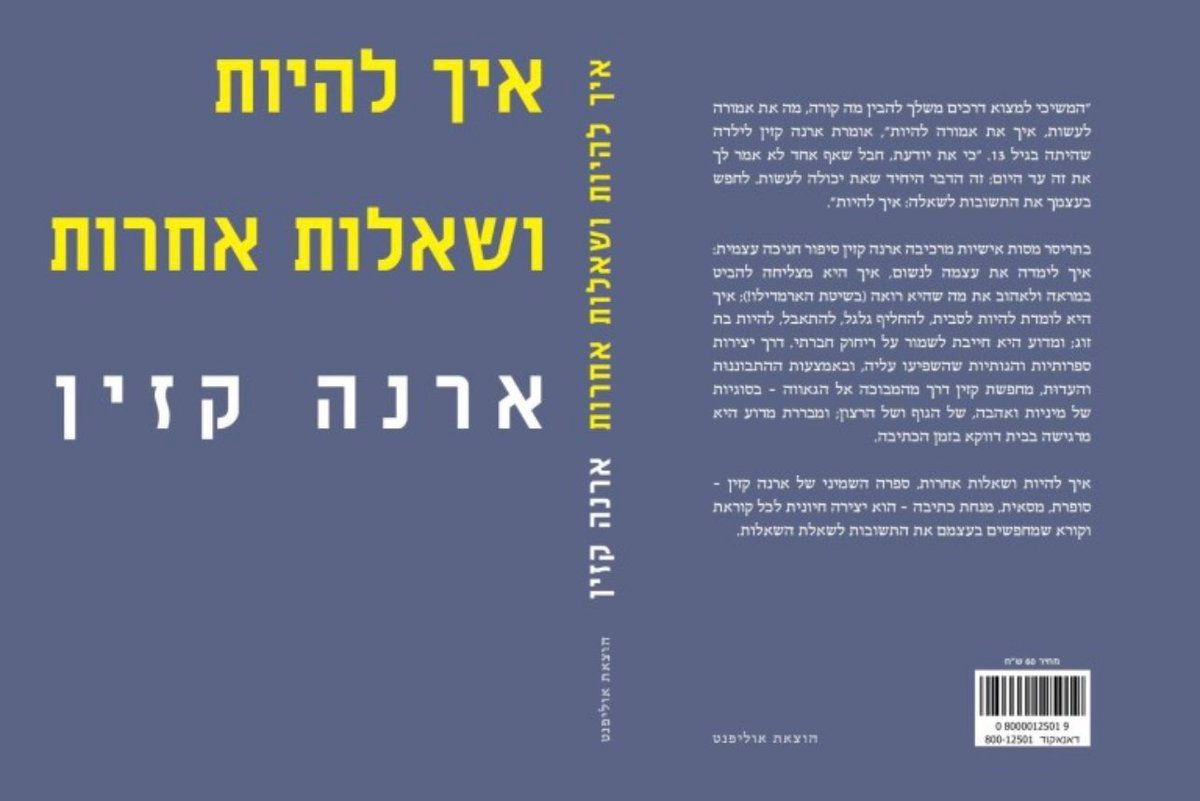 איך להיות
ושאלות אחרות
ארנה קזין
איך להיות ושאלות אחרות ארנה קזין
הוצאת אוליפנט
"המשיכי למצוא דרכים משלך להבין מה קורה, מה את אמורה
לעשות, איך את אמורה להיות", אומרת ארנה קזין לילדה
שהיתה בגיל 13. "כי את יודעת, חבל שאף אחד לא אמר לך
את זה עד היום: זה הדבר היחיד שאת יכולה לעשות. לחפש
בעצמך את התשובות לשאלה: איך להיות".
בתריסר מסות אישיות מרכיבה ארנה קזין סיפור חניכה עצמית:
איך לימדה את עצמה לנשום, איך היא מצליחה להביט
במראה ולאהוב את מה שהיא רואה (בשיטת הארמדילו!); איך
היא לומדת להיות לסבית, להחליף גלגל, להתאבל, להיות בת
זוג; ומדוע היא חייבת לשמור על ריחוק חברתי. דרך יצירות
ספרותיות והגותיות שהשפיעו עליה, ובאמצעות ההתבוננות
והעדות, מחפשת קזין דרך מהמבוכה אל הגאווה – בסוגיות
של מיניות ואהבה, של הגוף ושל הרצון; ומבררת מדוע היא
מרגישה בבית דווקא בזמן הכתיבה.
איך להיות ושאלות אחרות, ספרה השמיני של ארנה קזין –
סופרת, מסאית, מנחת כתיבה – הוא יצירה חיונית לכל קוראת
וקורא שמחפשים בעצמם את התשובות לשאלת השאלות.
מחיר 60 ש"ח
0 8000012501 9
דאנאקוד 800-12501
הוצאת אוליפנט